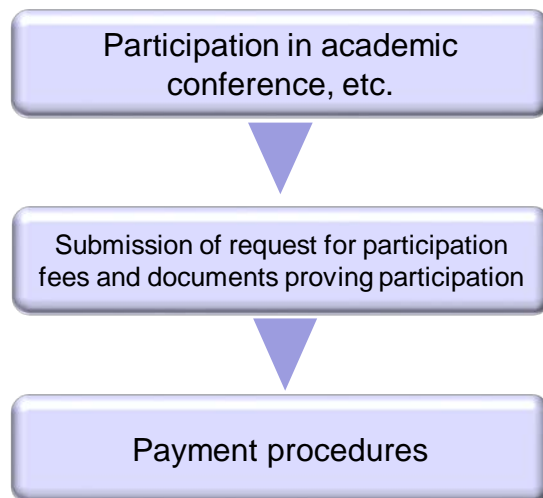 Participation in academic
conference, etc.
Submission of request for participation
fees and documents proving participation
Payment procedures